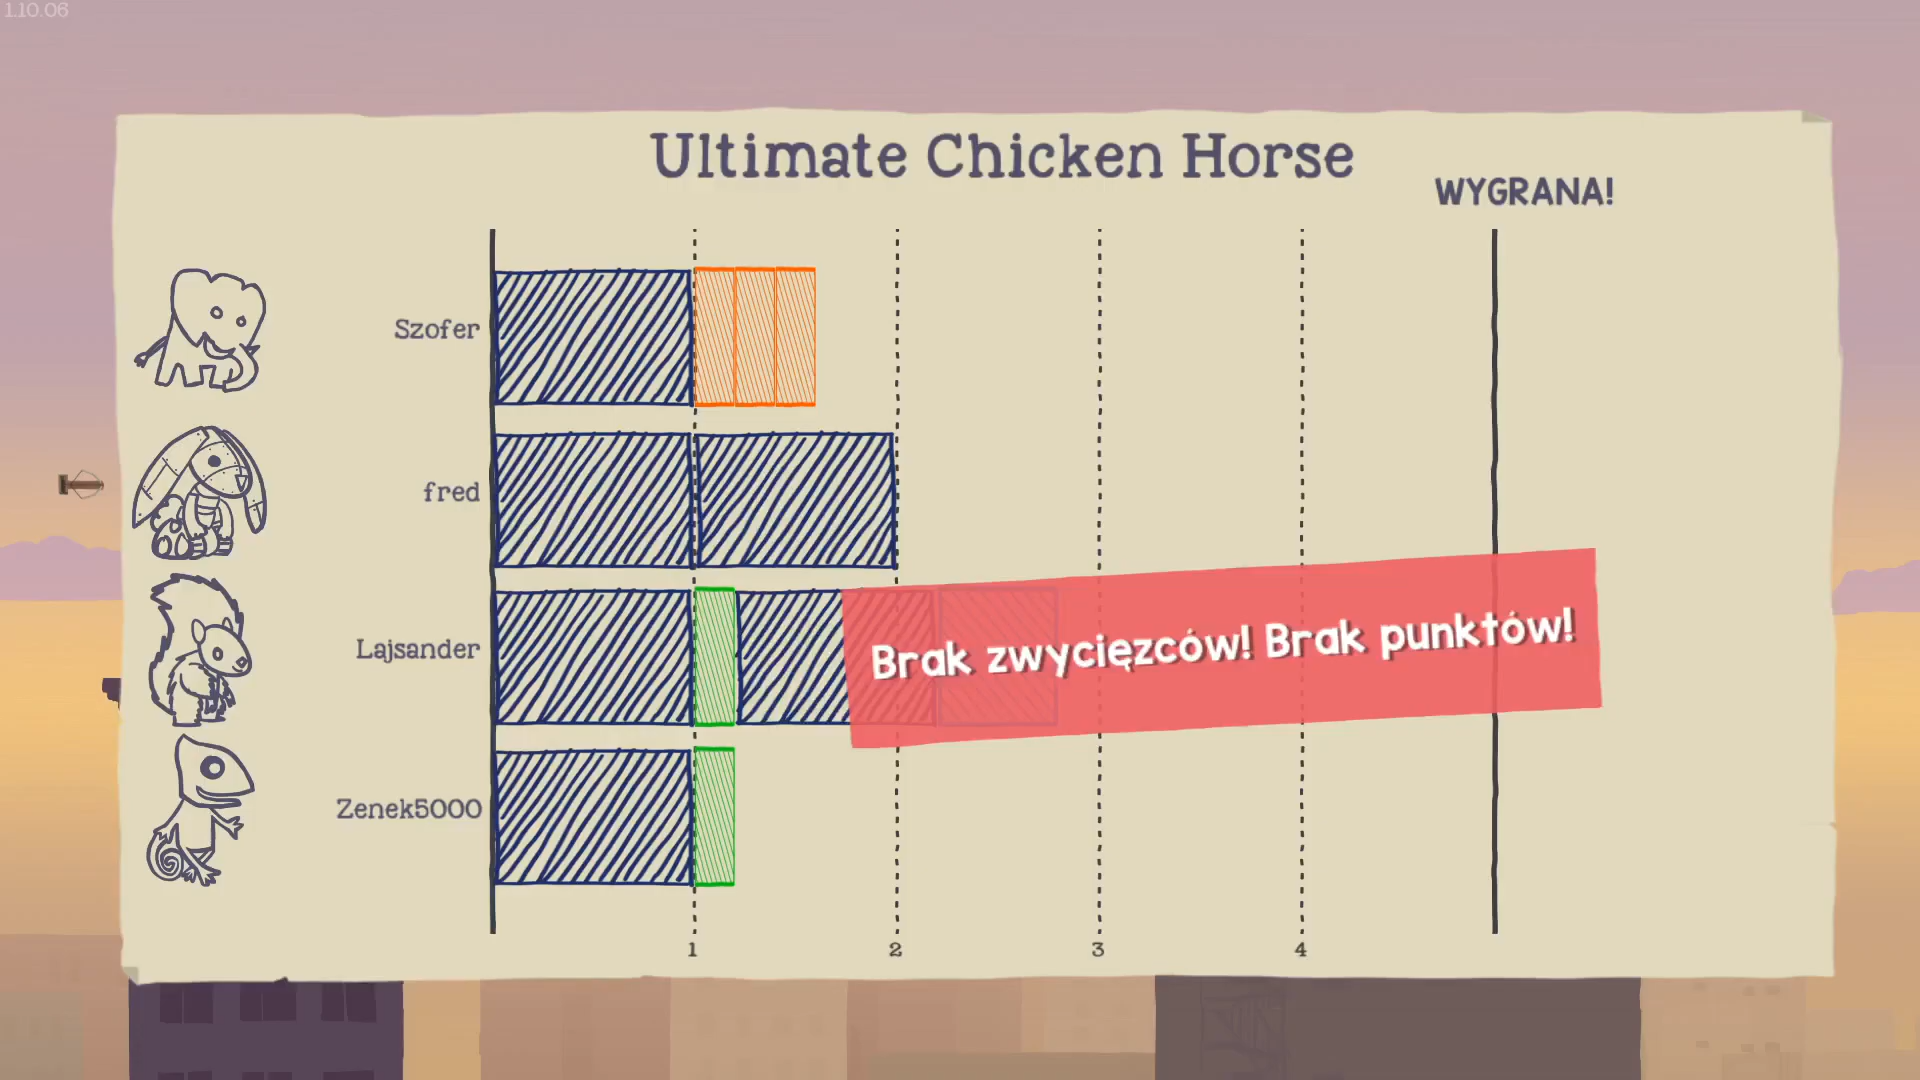 1.10.06
Ultimate Chicken Horse
WYGRANA!
Szofer
fred
Lajsander
Brak zwycięzców! Brak punktów!
Zenek5000
1 2 3 4